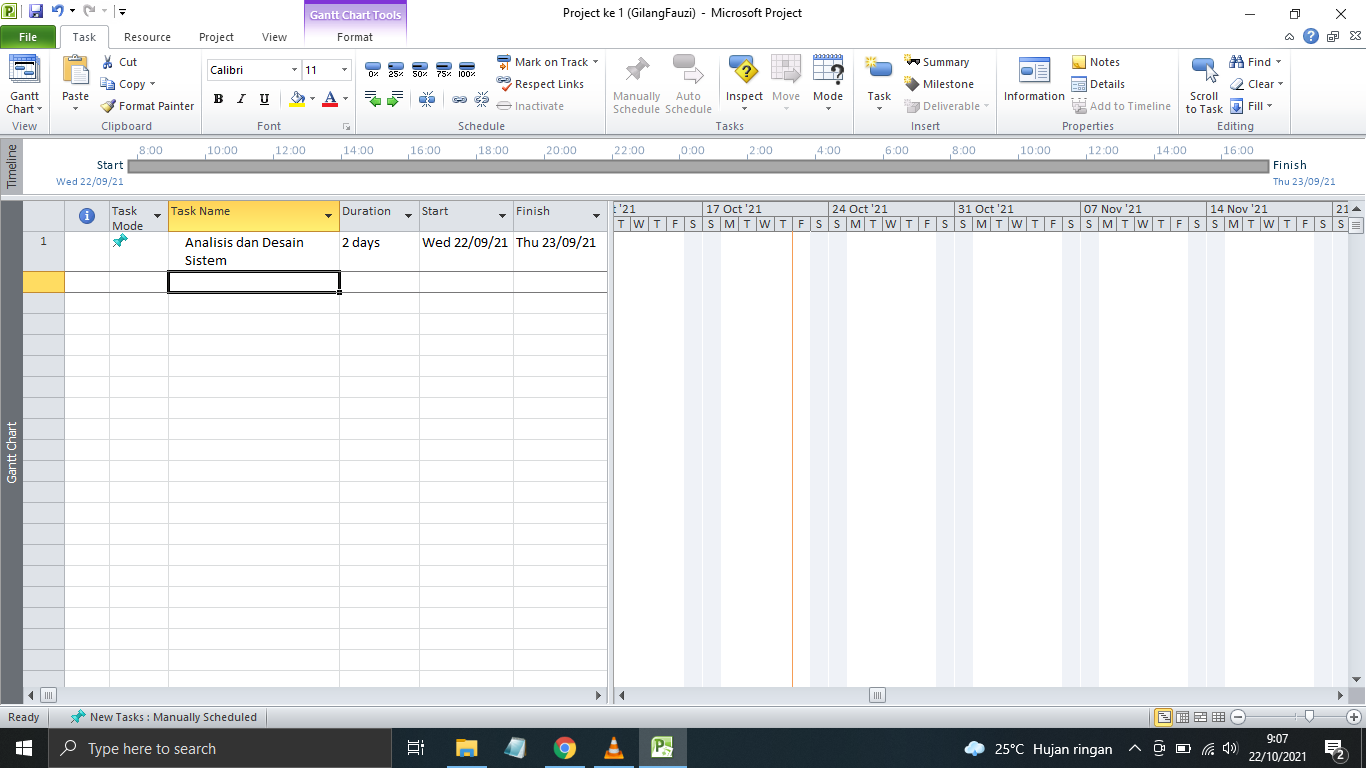 Gantt Chart Tools
Project ke 1 (GilangFauzi) - Microsoft Project
File Task Resource Project View Format
Gantt Chart
View
Paste
Cut
Copy
Format Painter
Clipboard
Calibri 11
B I U A
Font
0% 25% 50% 75% 100%
Mark on Track
Respect Links
Inactivate
Schedule
Manually Schedule
Auto Schedule
Inspect
Move
Mode
Tasks
Task
Summary
Milestone
Deliverable
Insert
Information
Notes
Details
Add to Timeline
Properties
Scroll to Task
Find
Clear
Fill
Editing
Timeline
8:00 10:00 12:00 14:00 16:00 18:00 20:00 22:00 0:00 2:00 4:00 6:00 8:00 10:00 12:00 14:00 16:00
Start
Wed 22/09/21
Finish
Thu 23/09/21
Gantt Chart
Task Mode
Task Name
Duration
Start
Finish
1
Analisis dan Desain
Sistem
2 days
Wed 22/09/21
Thu 23/09/21
'21 17 Oct '21 24 Oct '21 31 Oct '21 07 Nov '21 14 Nov '21 21
T W T F S S M T W T F S S M T W T F S S M T W T F S S M T W T F S S M T W T F S S
Ready
New Tasks : Manually Scheduled
Type here to search
25°C Hujan ringan
9:07
22/10/2021
2